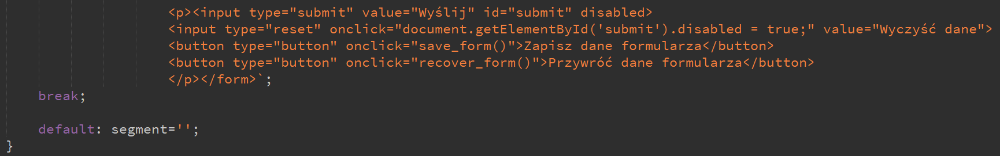 <p><input type="submit" value="Wyślij" id="submit" disabled>
<input type="reset" onclick="document.getElementById('submit').disabled = true;" value="Wyczyść dane">
<button type="button" onclick="save_form()">Zapisz dane formularza</button>
<button type="button" onclick="recover_form()">Przywróć dane formularza</button>
</p></form>`;
break;
default: segment='';
}